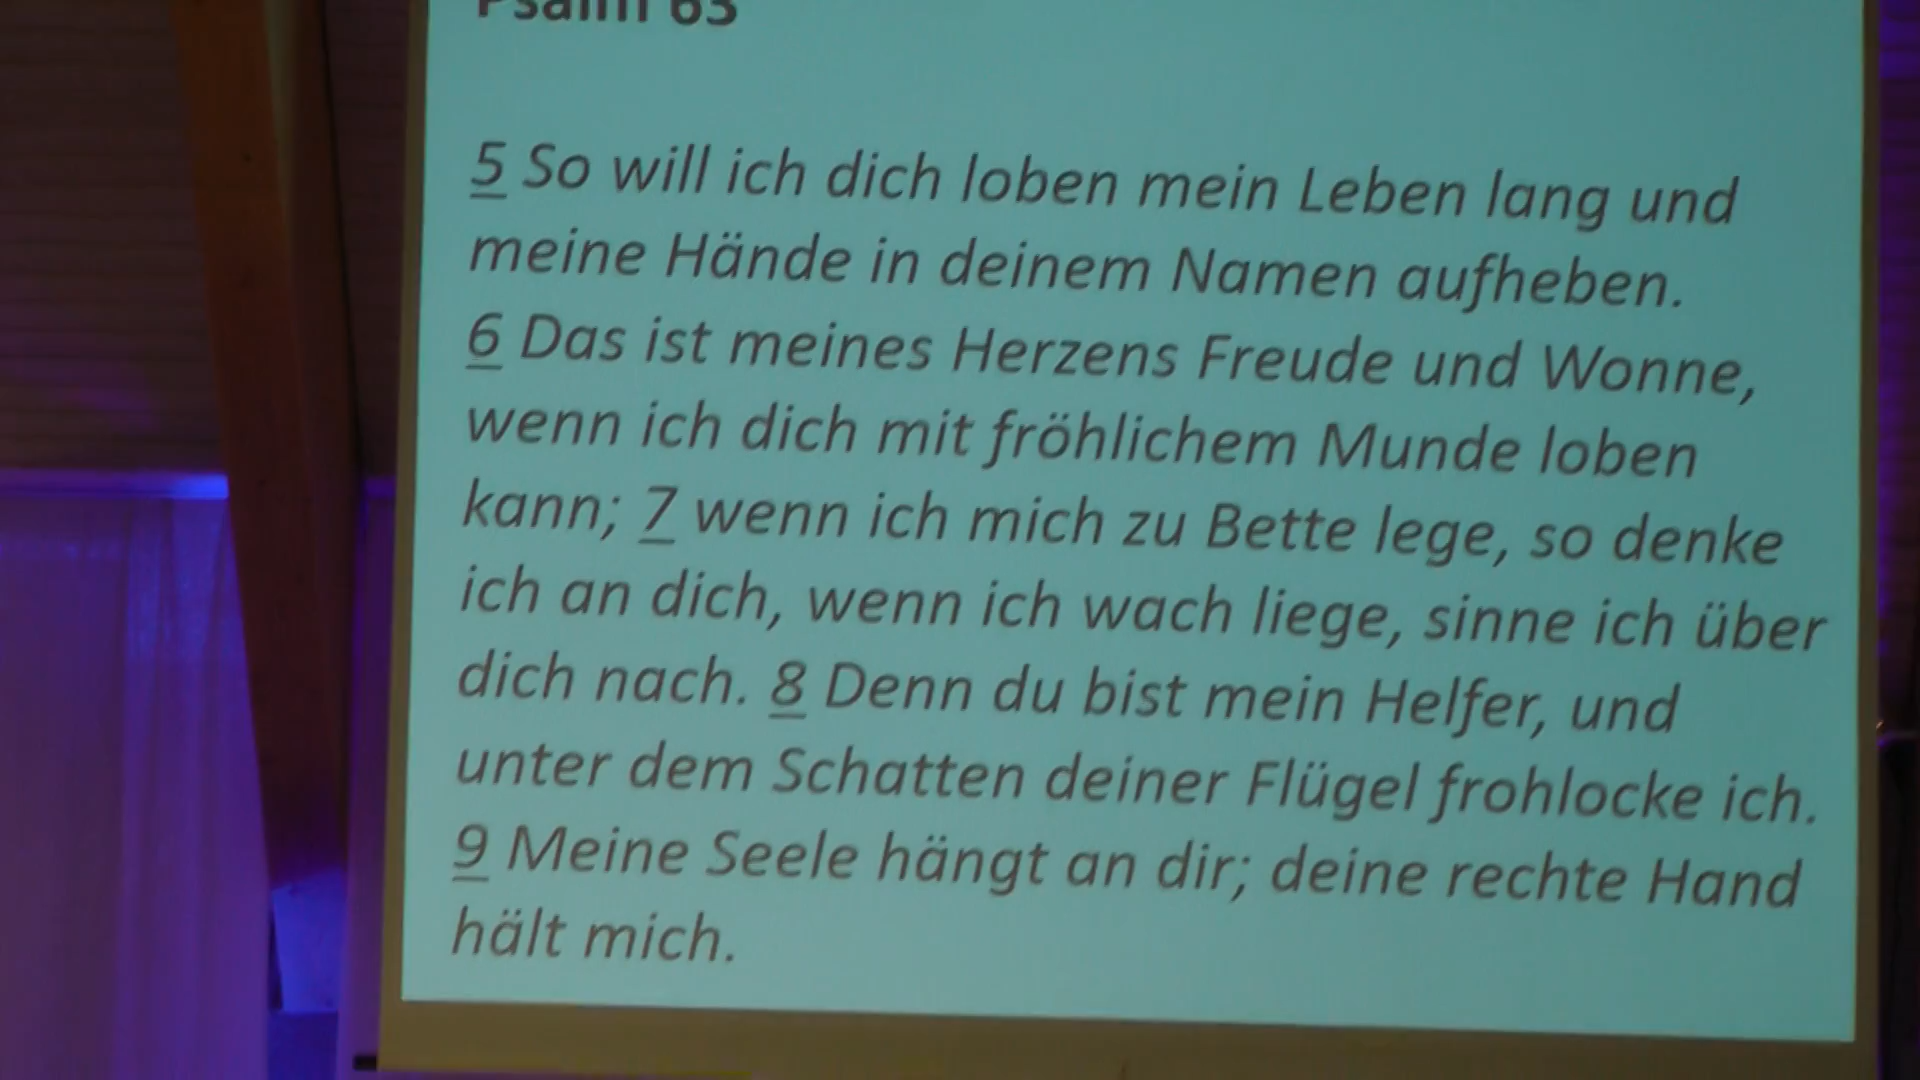 Psalm 63
5 So will ich dich loben mein Leben lang und
meine Hände in deinem Namen aufheben.
6 Das ist meines Herzens Freude und Wonne,
wenn ich dich mit fröhlichem Munde loben
kann; 7 wenn ich mich zu Bette lege, so denke
ich an dich, wenn ich wach liege, sinne ich über
dich nach. 8 Denn du bist mein Helfer, und
unter dem Schatten deiner Flügel frohlocke ich.
9 Meine Seele hängt an dir; deine rechte Hand
hält mich.